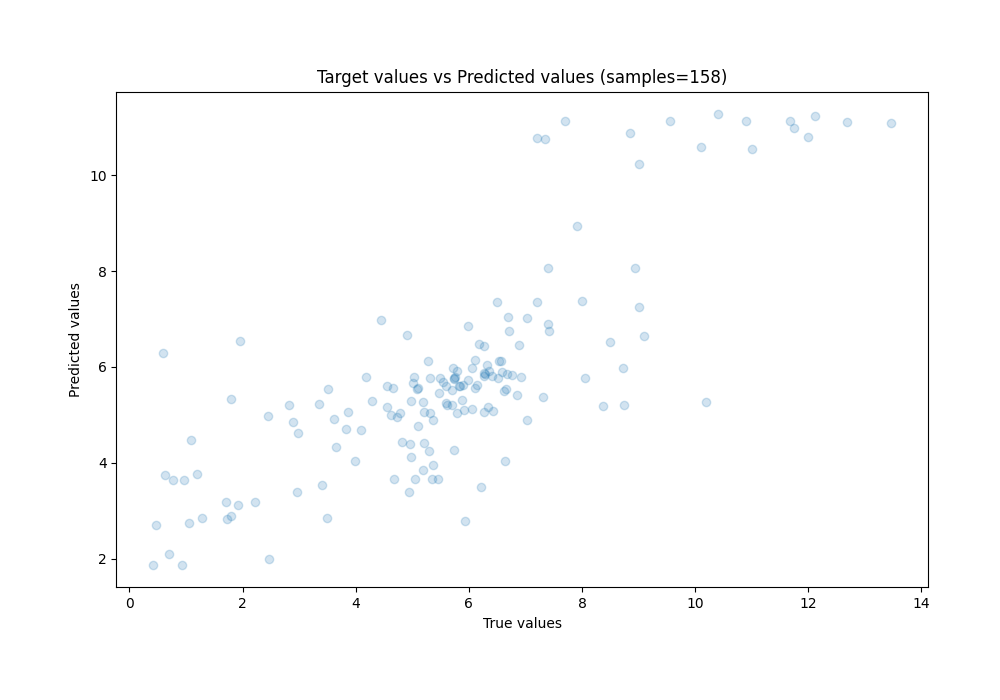 Target values vs Predicted values (samples=158)
Predicted values
10
8
6
4
2
0 2 4 6 8 10 12 14
True values